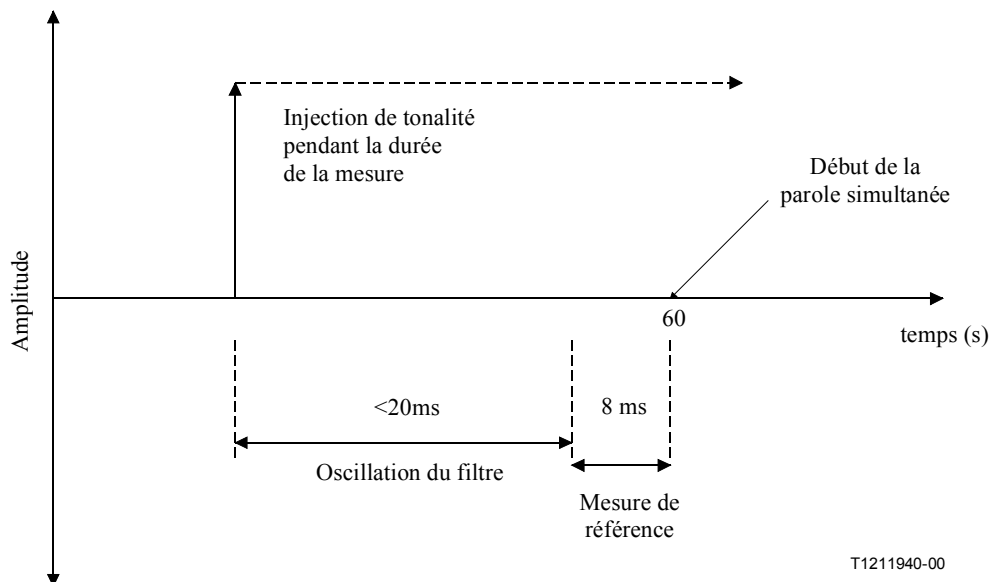 Injection de tonalité
pendant la durée
de la mesure
Début de la
parole simultanée
Amplitude
60
temps (s)
<20ms
8 ms
Oscillation du filtre
Mesure de
référence
T1211940-00